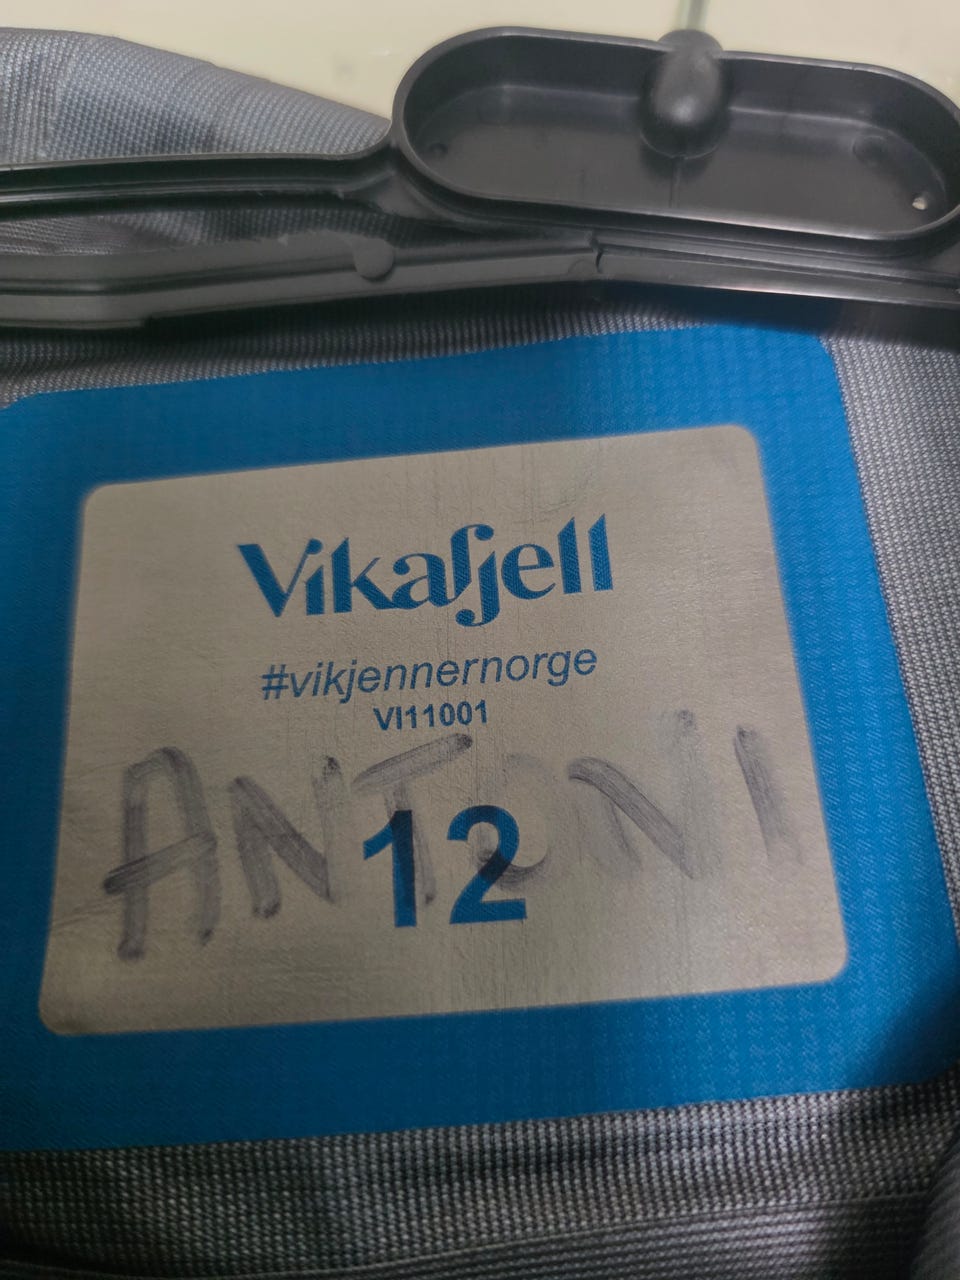 Vikafjell
#vikjennernorge
VI11001
ANTONI
12